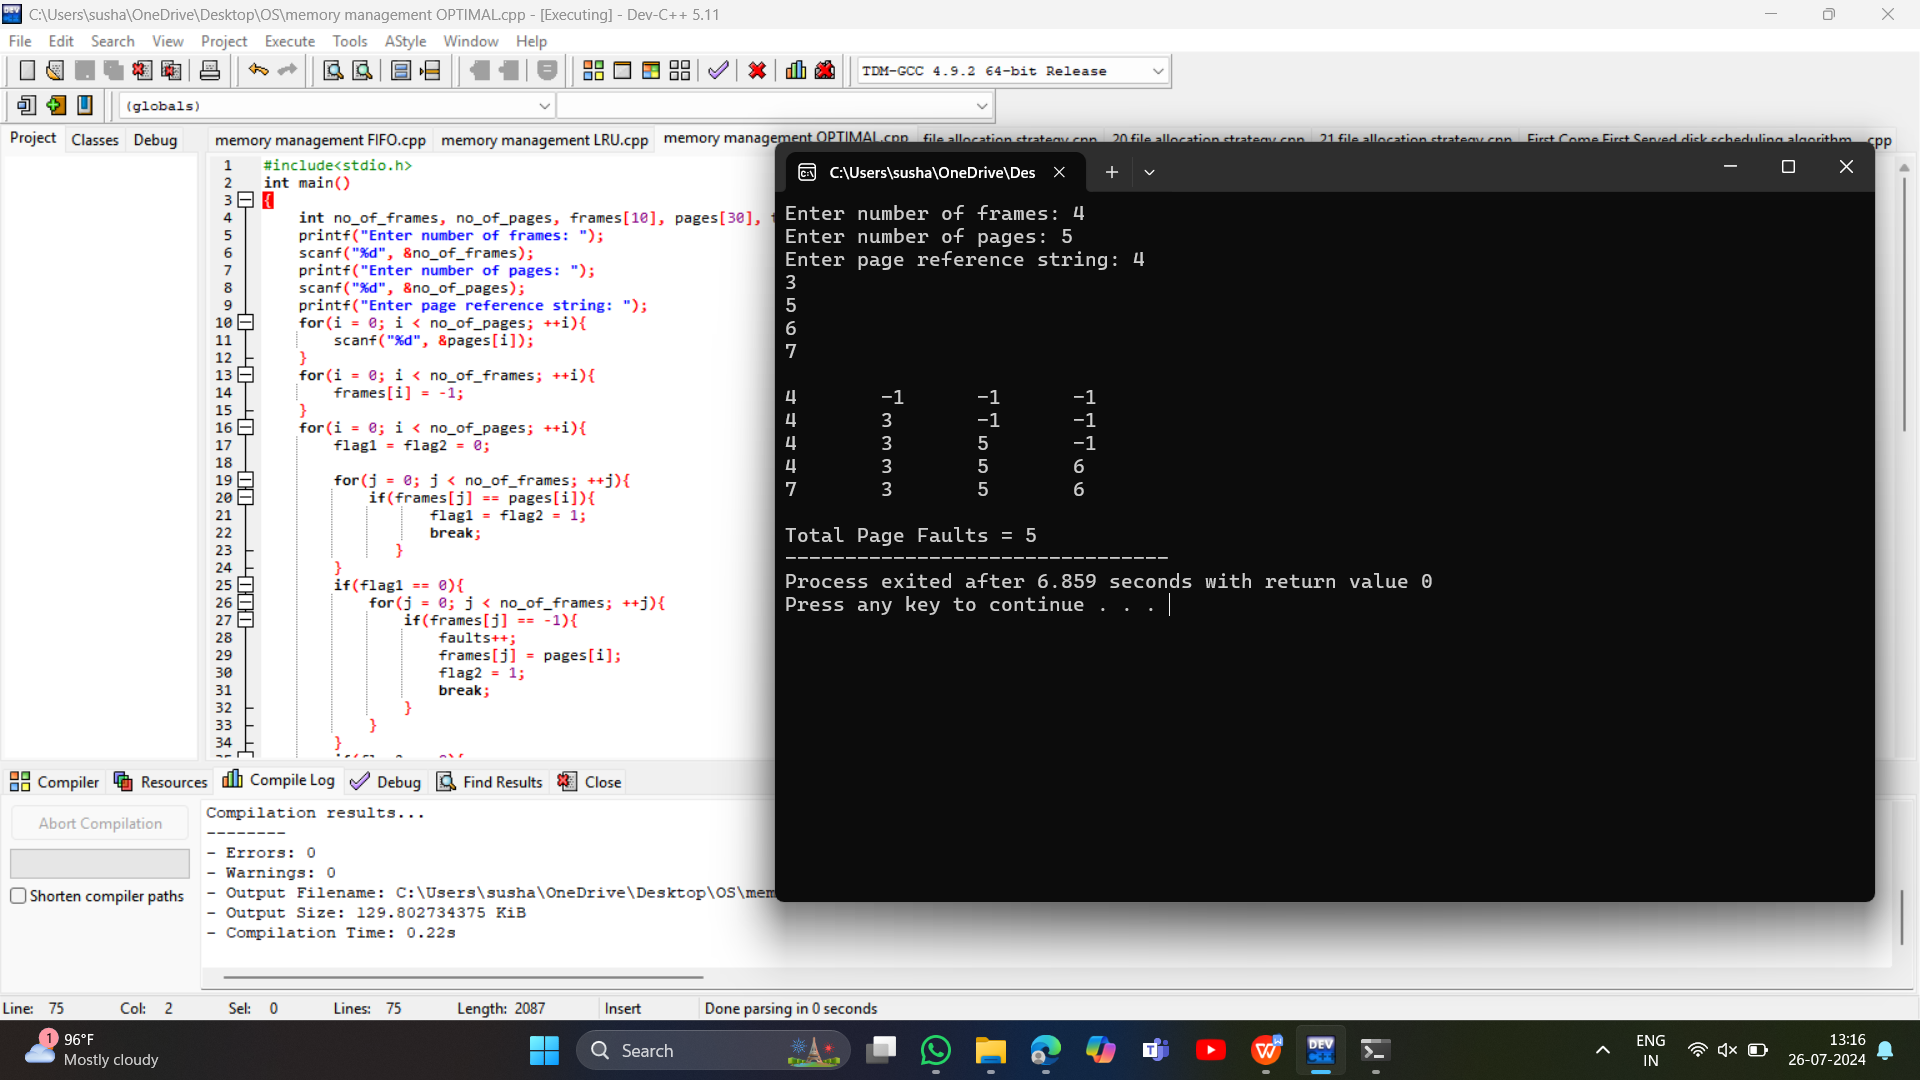 C:\Users\susha\OneDrive\Desktop\OS\memory management OPTIMAL.cpp - [Executing] - Dev-C++ 5.11
File Edit Search View Project Execute Tools AStyle Window Help
TDM-GCC 4.9.2 64-bit Release
(globals)
Project Classes Debug
memory management FIFO.cpp memory management LRU.cpp memory management OPTIMAL.cpp file allocation strategy.cpp 20 file allocation strategy.cpp 21 file allocation strategy.cpp First Come First Served disk scheduling algorithm .cpp
1 #include<stdio.h>
2 int main()
3 {
4 int no_of_frames, no_of_pages, frames[10], pages[30],
5 printf("Enter number of frames: ");
6 scanf("%d", &no_of_frames);
7 printf("Enter number of pages: ");
8 scanf("%d", &no_of_pages);
9 printf("Enter page reference string: ");
10 for(i = 0; i < no_of_pages; ++i){
11 scanf("%d", &pages[i]);
12 }
13 for(i = 0; i < no_of_frames; ++i){
14 frames[i] = -1;
15 }
16 for(i = 0; i < no_of_pages; ++i){
17 flag1 = flag2 = 0;
18
19 for(j = 0; j < no_of_frames; ++j){
20 if(frames[j] == pages[i]){
21 flag1 = flag2 = 1;
22 break;
23 }
24 }
25 if(flag1 == 0){
26 for(j = 0; j < no_of_frames; ++j){
27 if(frames[j] == -1){
28 faults++;
29 frames[j] = pages[i];
30 flag2 = 1;
31 break;
32 }
33 }
34 }
C:\Users\susha\OneDrive\Des
Enter number of frames: 4
Enter number of pages: 5
Enter page reference string: 4
3
5
6
7
4 -1 -1 -1
4 3 -1 -1
4 3 5 -1
4 3 5 6
7 3 5 6
Total Page Faults = 5
--------------------------------
Process exited after 6.859 seconds with return value 0
Press any key to continue . . .
Compiler Resources Compile Log Debug Find Results Close
Abort Compilation
Shorten compiler paths
Compilation results...
--------
- Errors: 0
- Warnings: 0
- Output Filename: C:\Users\susha\OneDrive\Desktop\OS\mem
- Output Size: 129.802734375 KiB
- Compilation Time: 0.22s
Line: 75 Col: 2 Sel: 0 Lines: 75 Length: 2087 Insert Done parsing in 0 seconds
1
96°F
Mostly cloudy
Search
DEV
ENG
IN
13:16
26-07-2024